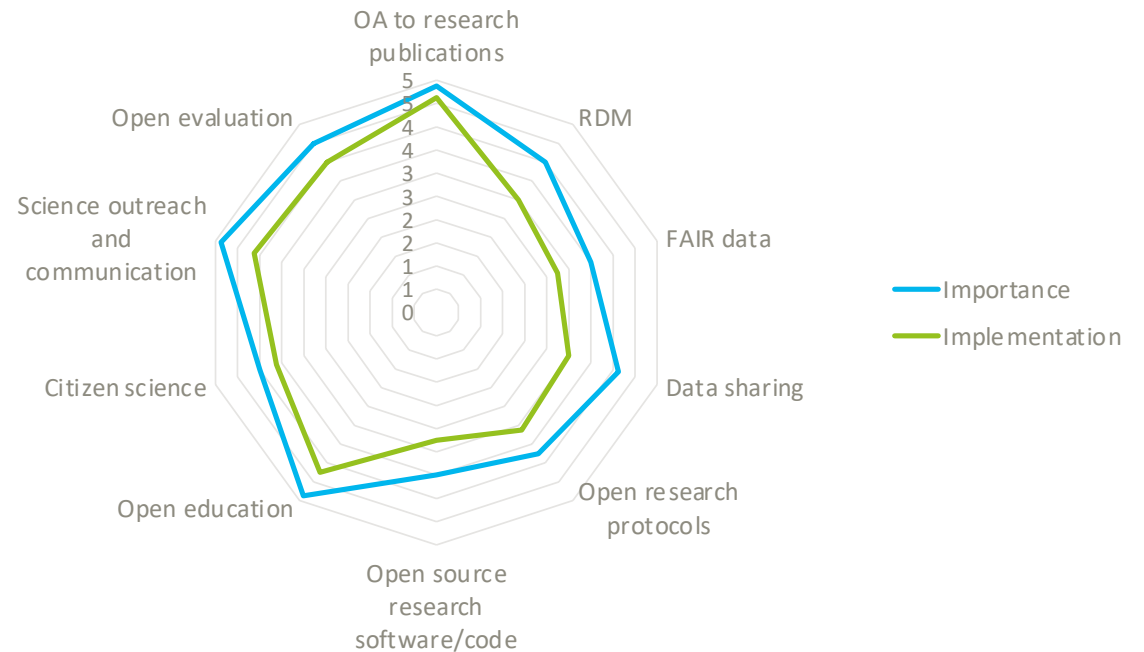 OA to research
publications
RDM
FAIR data
Data sharing
Open research
protocols
Open source
research
software/code
Open education
Citizen science
Science outreach
and
communication
Open evaluation
5
5
4
4
3
3
2
2
1
1
0
Importance
Implementation